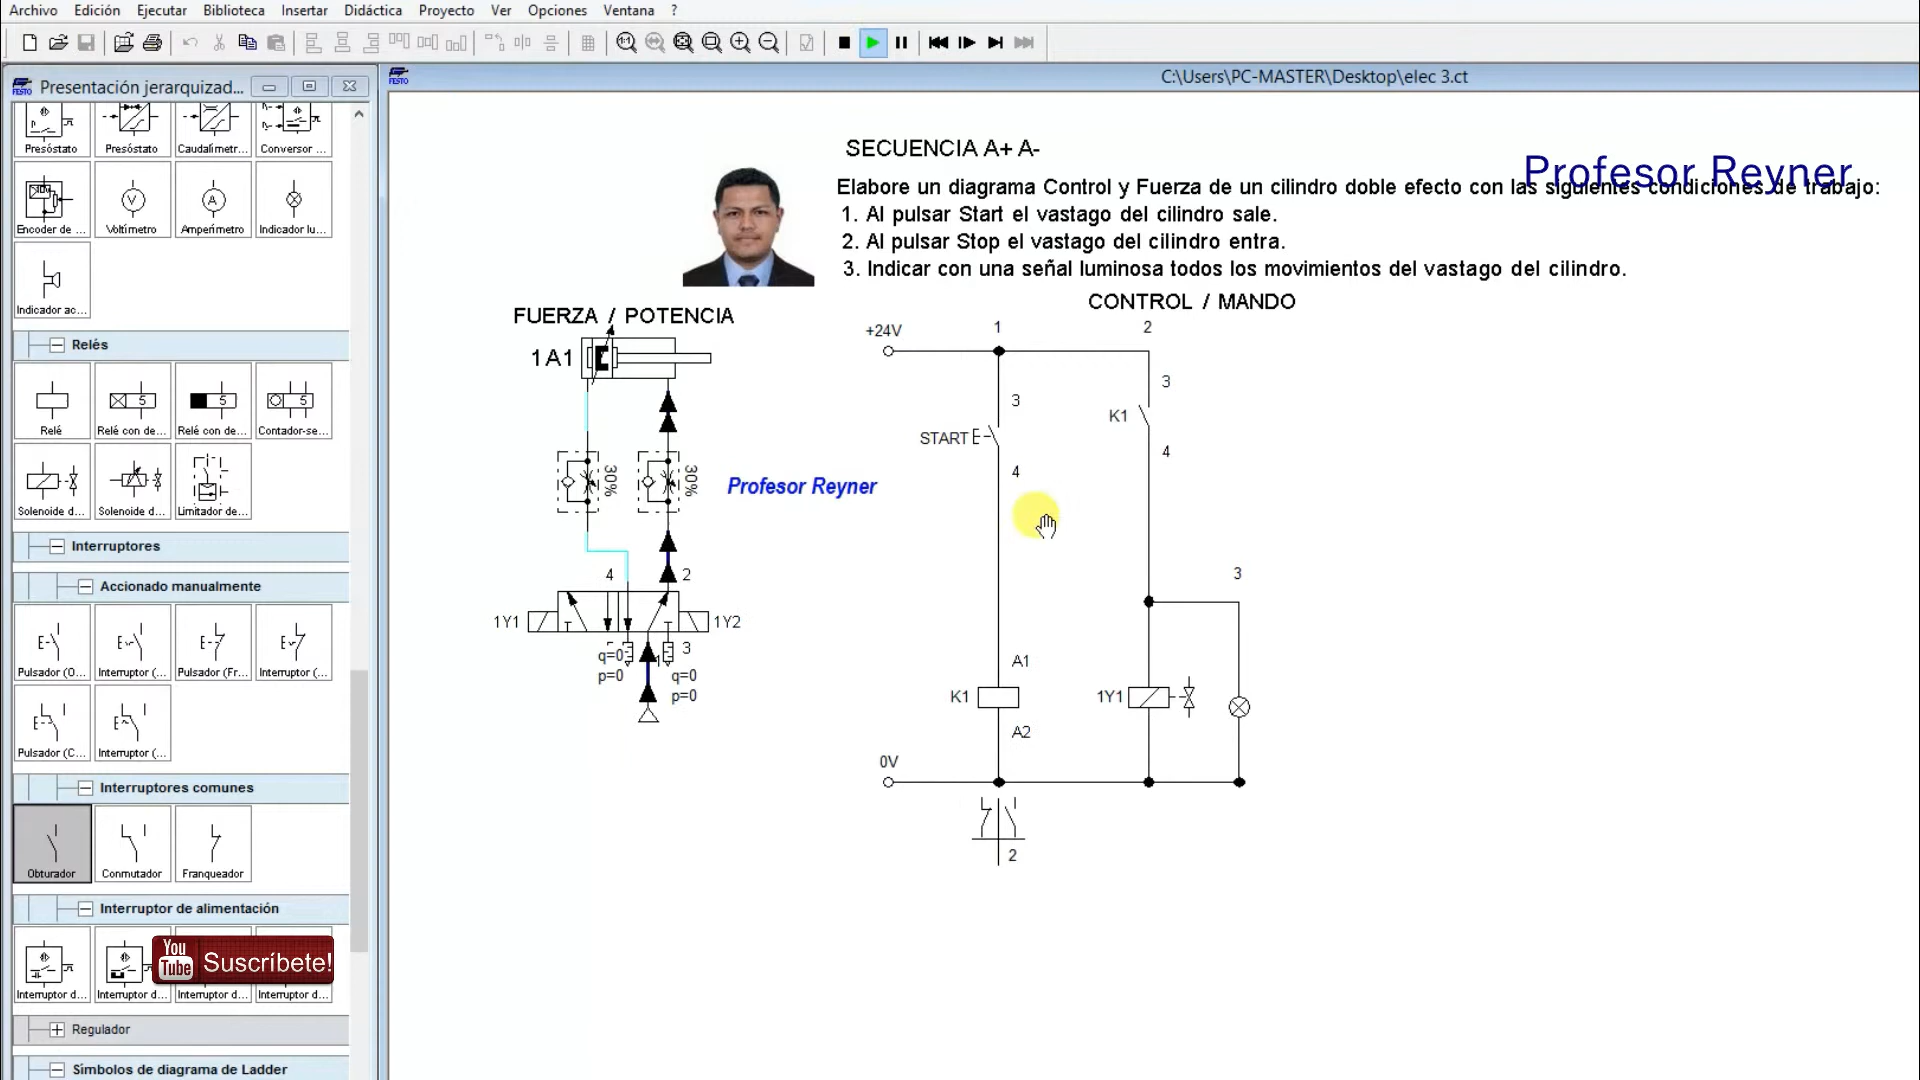 Archivo Edición Ejecutar Biblioteca Insertar Didáctica Proyecto Ver Opciones Ventana ?
Presentación jerarquizad...
C:\Users\PC-MASTER\Desktop\elec 3.ct
Presóstato Presóstato Caudalimetr... Conversor ...
Encoder de ... Voltímetro Amperímetro Indicador lu...
Indicador ac...
Relés
Relé Relé con de... Relé con de... Contador-se...
Solenoide d... Solenoide d... Limitador de...
Interruptores
Accionado manualmente
Pulsador (O... Interruptor (... Pulsador (Fr... Interruptor (...
Pulsador (C... Interruptor (...
Interruptores comunes
Obturador Conmutador Franqueador
Interruptor de alimentación
You Tube Suscríbete!
Interruptor d... Interruptor d... Interruptor d... Interruptor d...
Regulador
Símbolos de diagrama de Ladder
SECUENCIA A+ A-
Profesor Reyner
Elabore un diagrama Control y Fuerza de un cilindro doble efecto con las siguientes condiciones de trabajo:
1. Al pulsar Start el vastago del cilindro sale.
2. Al pulsar Stop el vastago del cilindro entra.
3. Indicar con una señal luminosa todos los movimientos del vastago del cilindro.
FUERZA / POTENCIA
CONTROL / MANDO
1A1
30%
30%
Profesor Reyner
4 2
1Y1 1Y2
3
1
q=0
p=0
q=0
p=0
+24V 1 2
3 3
START K1
4 4
3
A1
K1 1Y1
A2
0V
2